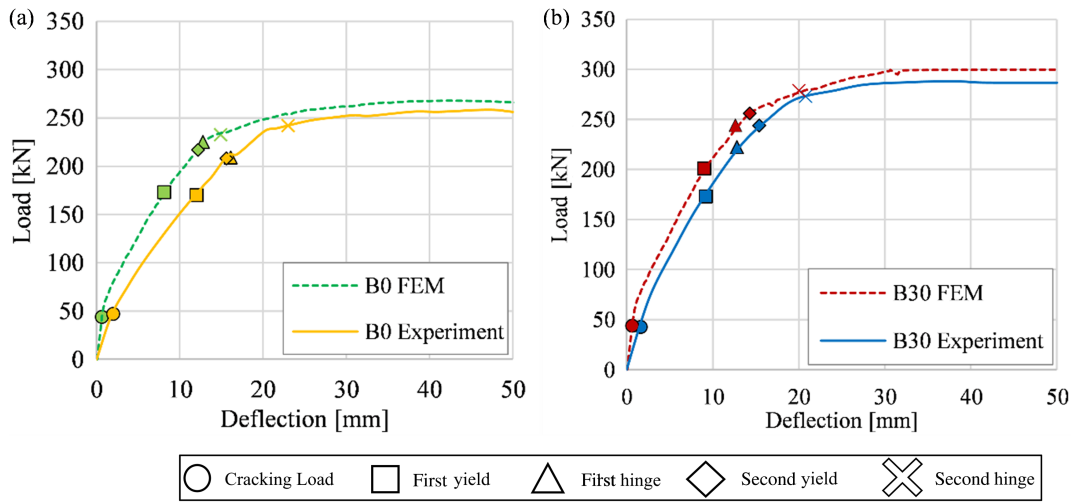 (a)
350
300
250
200
150
100
50
0
Load [kN]
0 10 20 30 40 50
Deflection [mm]
B0 FEM
B0 Experiment
(b)
350
300
250
200
150
100
50
0
Load [kN]
0 10 20 30 40 50
Deflection [mm]
B30 FEM
B30 Experiment
Cracking Load First yield First hinge Second yield Second hinge